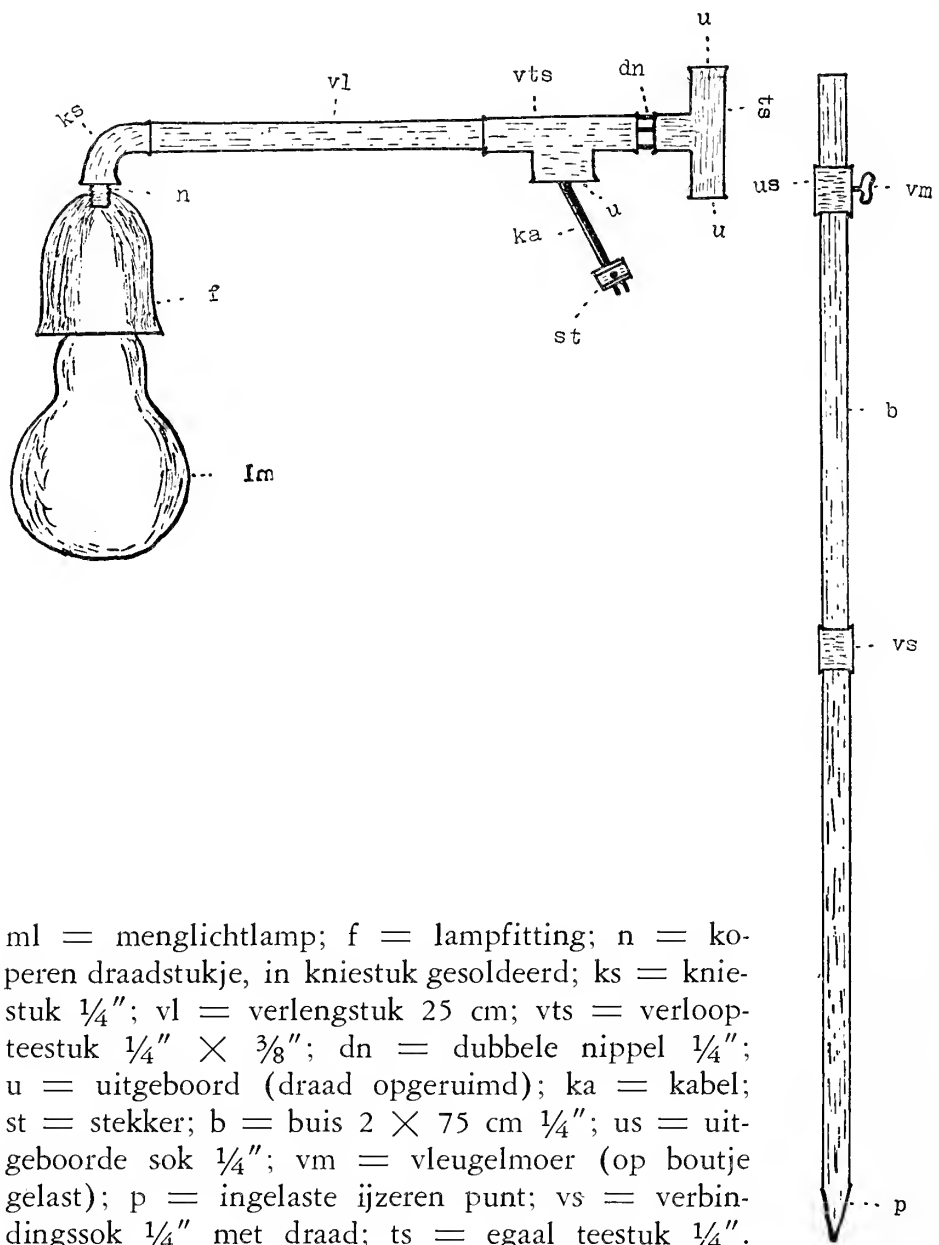 u
vl
vts
dn
ks
ts
n
us
vm
u
ka
u
f
st
b
lm
vs
ml = menglichtlamp; f = lampfitting; n = ko-
peren draadstukje, in kniestuk gesoldeerd; ks = knie-
stuk ¼″; vl = verlengstuk 25 cm; vts = verloop-
teestuk ¼″ × ⅜″; dn = dubbele nippel ¼″;
u = uitgeboord (draad opgeruimd); ka = kabel;
st = stekker; b = buis 2 × 75 cm ¼″; us = uit-
geboorde sok ¼″; vm = vleugelmoer (op boutje
gelast); p = ingelaste ijzeren punt; vs = verbin-
dingssok ¼″ met draad; ts = egaal teestuk ¼″.
p